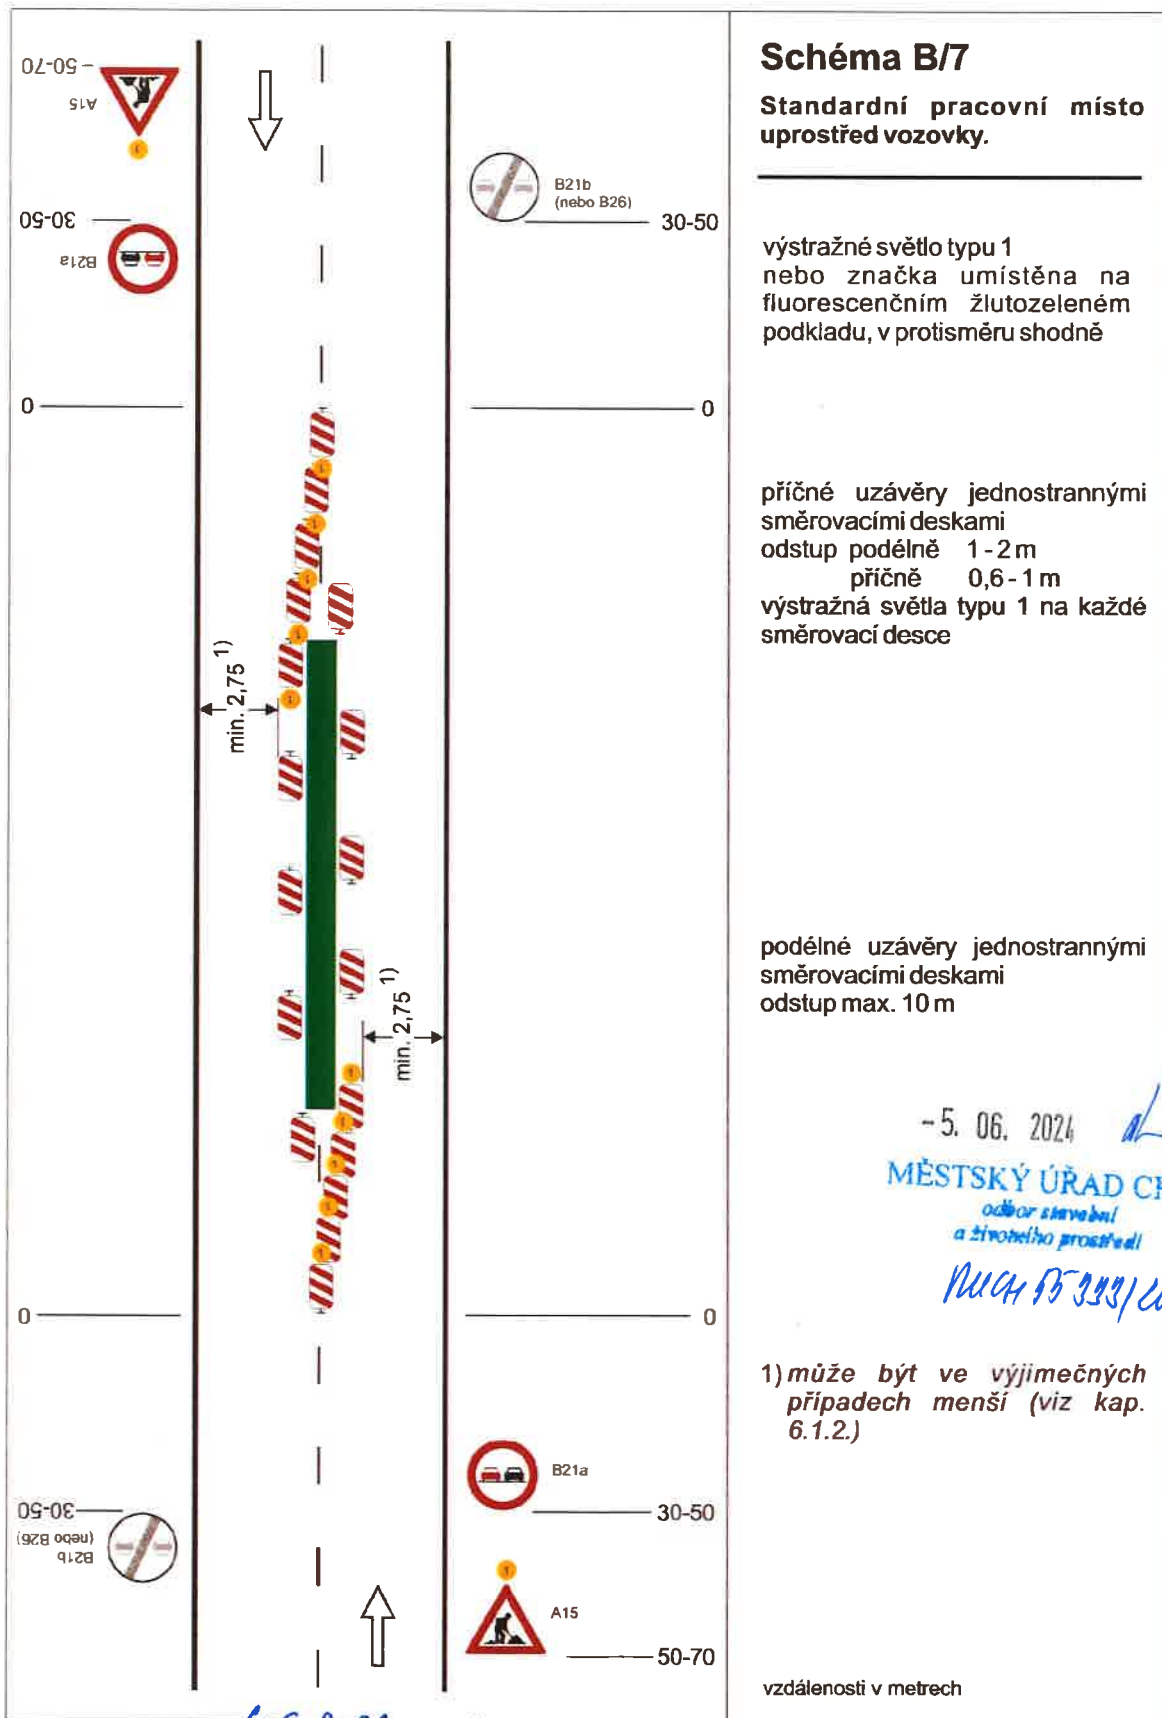 Schéma B/7
Standardní pracovní místo
uprostřed vozovky.
50-70
A15
1
30-50
B21a
B21b
(nebo B26)
30-50
výstražné světlo typu 1
nebo značka umístěna na
fluorescenčním žlutozeleném
podkladu, v protisměru shodně
0
0
příčné uzávěry jednostrannými
směrovacími deskami
odstup podélně 1-2 m
příčně 0,6-1 m
výstražná světla typu 1 na každé
směrovací desce
min. 2,75 1)
podélné uzávěry jednostrannými
směrovacími deskami
odstup max. 10 m
min. 2,75 1)
-5. 06. 2024
MĚSTSKÝ ÚŘAD
odbor stavební
a životního prostředí
0
0
1) může být ve výjimečných
případech menší (viz kap.
6.1.2.)
B21a
30-50
30-50
B21b
(nebo B26)
1
A15
50-70
vzdálenosti v metrech